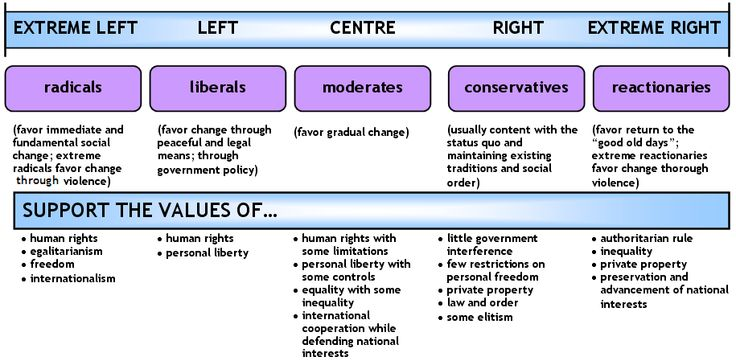 EXTREME LEFT
LEFT
CENTRE
RIGHT
EXTREME RIGHT
radicals
liberals
moderates
conservatives
reactionaries
(favor immediate and
fundamental social
change; extreme
radicals favor change
through violence)
(favor change through
peaceful and legal
means; through
government policy)
(favor gradual change)
(usually content with the
status quo and
maintaining existing
traditions and social
order)
(favor return to the
“good old days”;
extreme reactionaries
favor change thorough
violence)
SUPPORT THE VALUES OF…
• human rights
• egalitarianism
• freedom
• internationalism
• human rights
• personal liberty
• human rights with
some limitations
• personal liberty with
some controls
• equality with some
inequality
• international
cooperation while
defending national
interests
• little government
interference
• few restrictions on
personal freedom
• private property
• law and order
• some elitism
• authoritarian rule
• inequality
• private property
• preservation and
advancement of national
interests